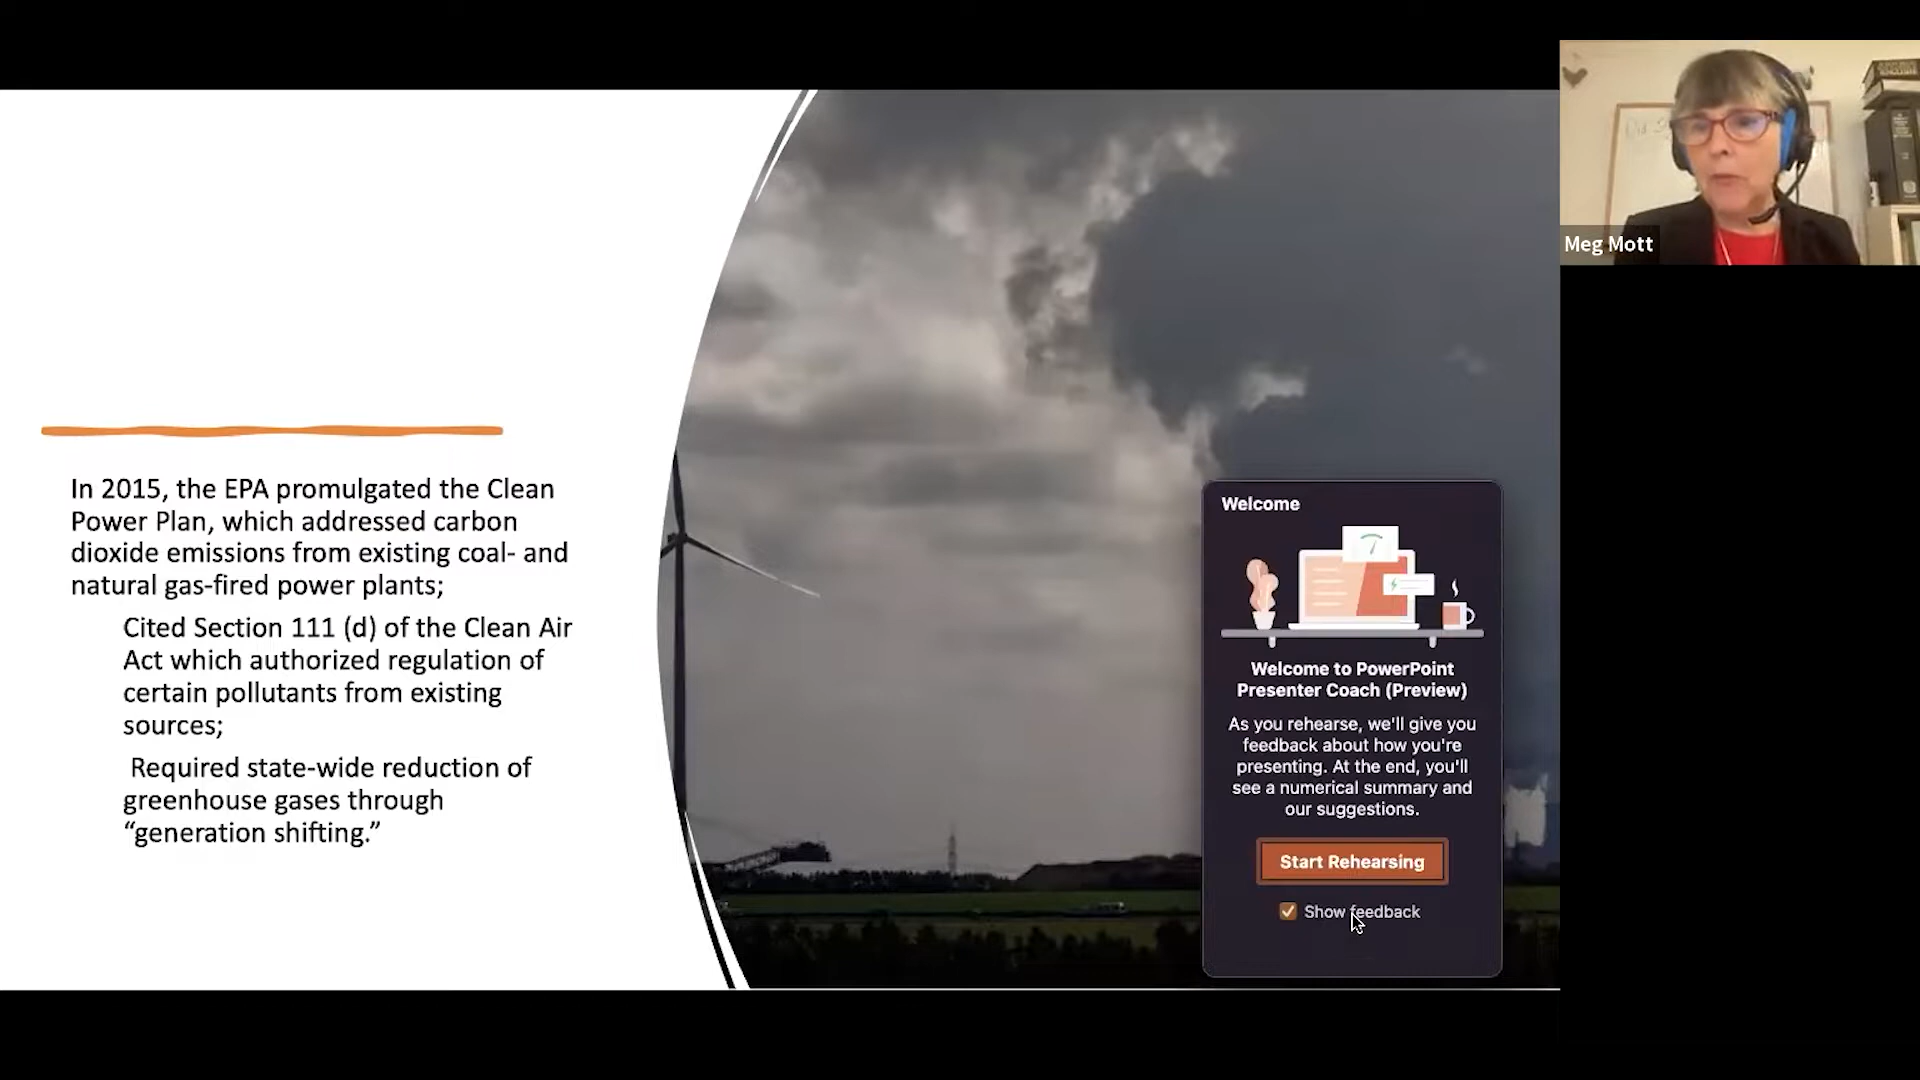 In 2015, the EPA promulgated the Clean
Power Plan, which addressed carbon
dioxide emissions from existing coal- and
natural gas-fired power plants;
Cited Section 111 (d) of the Clean Air
Act which authorized regulation of
certain pollutants from existing
sources;
Required state-wide reduction of
greenhouse gases through
“generation shifting.”
Welcome
Welcome to PowerPoint
Presenter Coach (Preview)
As you rehearse, we'll give you
feedback about how you're
presenting. At the end, you'll
see a numerical summary and
our suggestions.
Start Rehearsing
Show feedback
Meg Mott